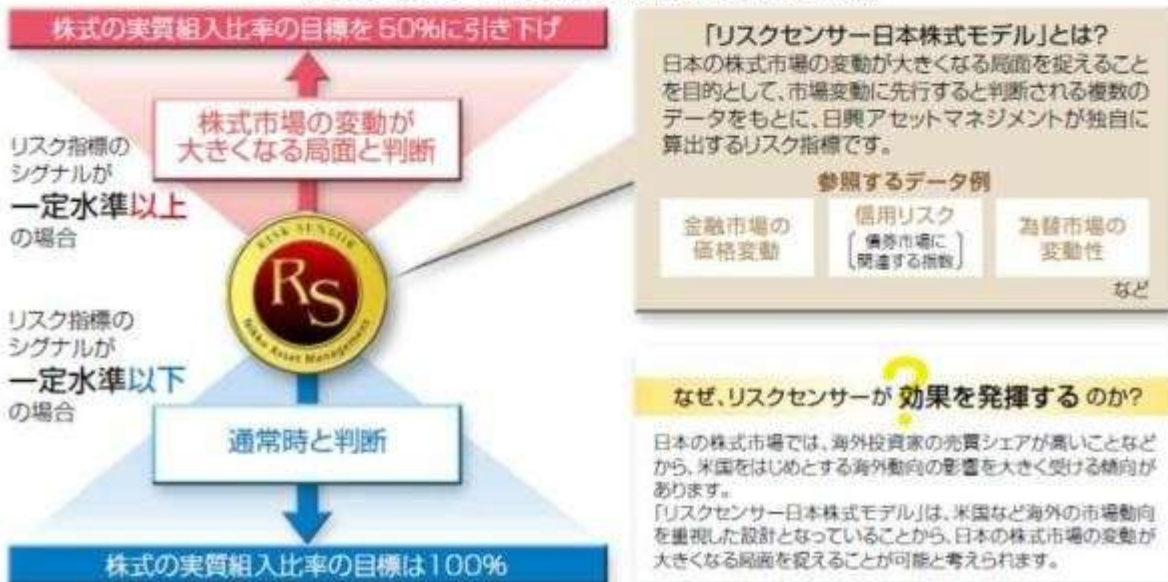 株式の実質組入比率の目標を50%に引き下げ
株式市場の変動が
大きくなる局面と判断
リスク指標の
シグナルが
一定水準以上
の場合
RISK SENSOR
RS
Nikko Asset Management
リスク指標の
シグナルが
一定水準以下
の場合
通常時と判断
株式の実質組入比率の目標は100%
「リスクセンサー日本株式モデル」とは?
日本の株式市場の変動が大きくなる局面を捉えること
を目的として、市場変動に先行すると判断される複数の
データをもとに、日興アセットマネジメントが独自に
算出するリスク指標です。
参照するデータ例
金融市場の
価格変動
信用リスク
債券市場に
関連する指数
為替市場の
変動性
など
?
なぜ、リスクセンサーが 効果を発揮する のか?
日本の株式市場では、海外投資家の売買シェアが高いことなど
から、米国をはじめとする海外動向の影響を大きく受ける傾向が
あります。
「リスクセンサー日本株式モデル」は、米国など海外の市場動向
を重視した設計となっていることから、日本の株式市場の変動が
大きくなる局面を捉えることが可能と考えられます。